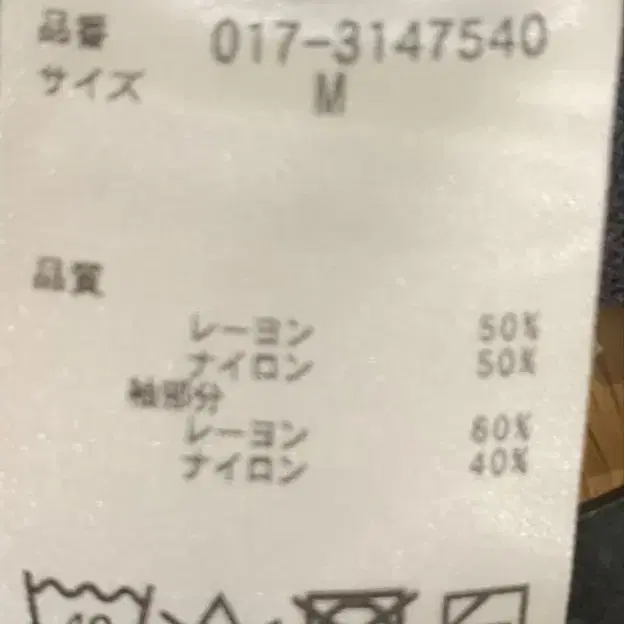 品番 017-3147540
サイズ M
品質
レーヨン 50%
ナイロン 50%
袖部分
レーヨン 60%
ナイロン 40%
40